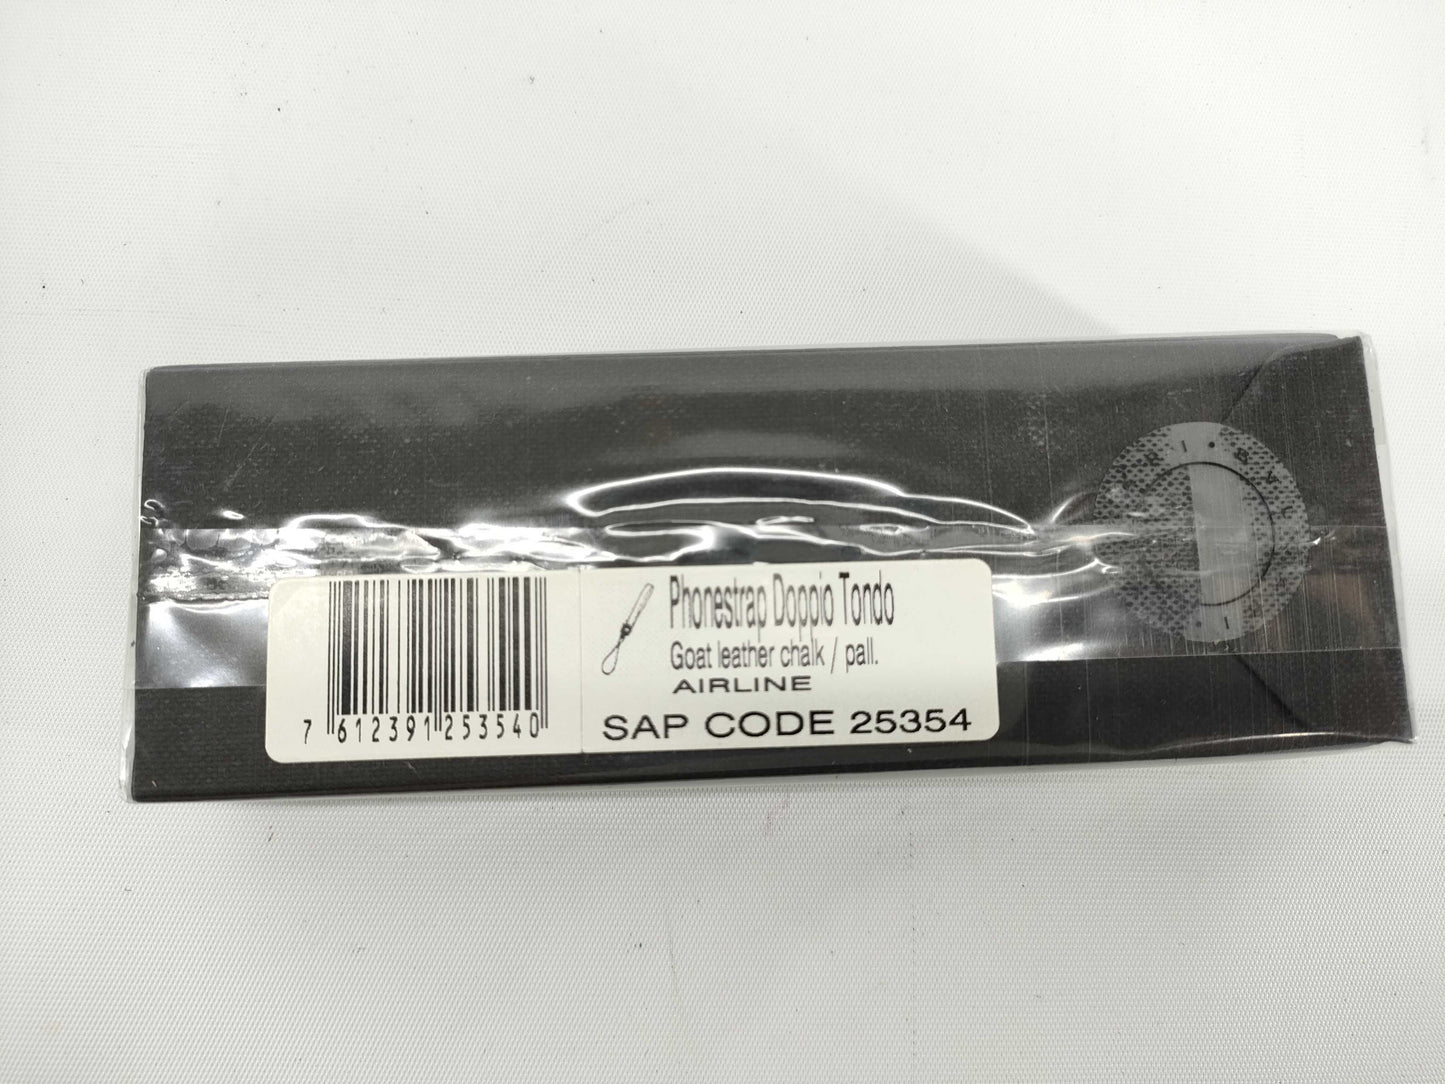 Phonestrap Doppio Tondo
Goat leather chalk / pall.
AIRLINE
SAP CODE 25354
7 612391 253540